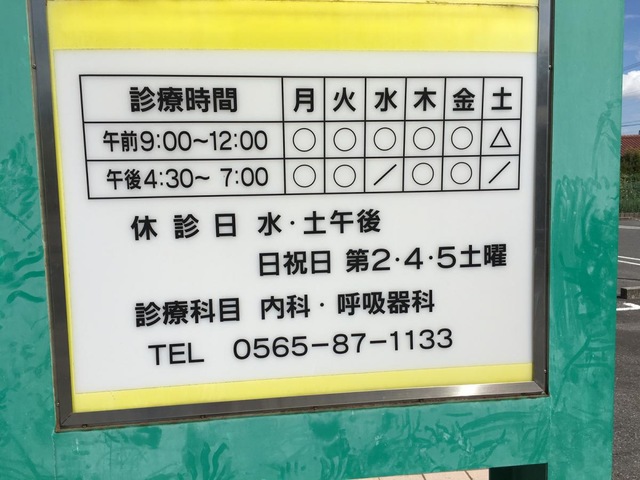 診療時間 月 火 水 木 金 土
午前9:00〜12:00 ○ ○ ○ ○ ○ △
午後4:30〜 7:00 ○ ○ / ○ ○ /
休診日 水・土午後
日祝日 第2・4・5土曜
診療科目 内科・呼吸器科
TEL 0565-87-1133